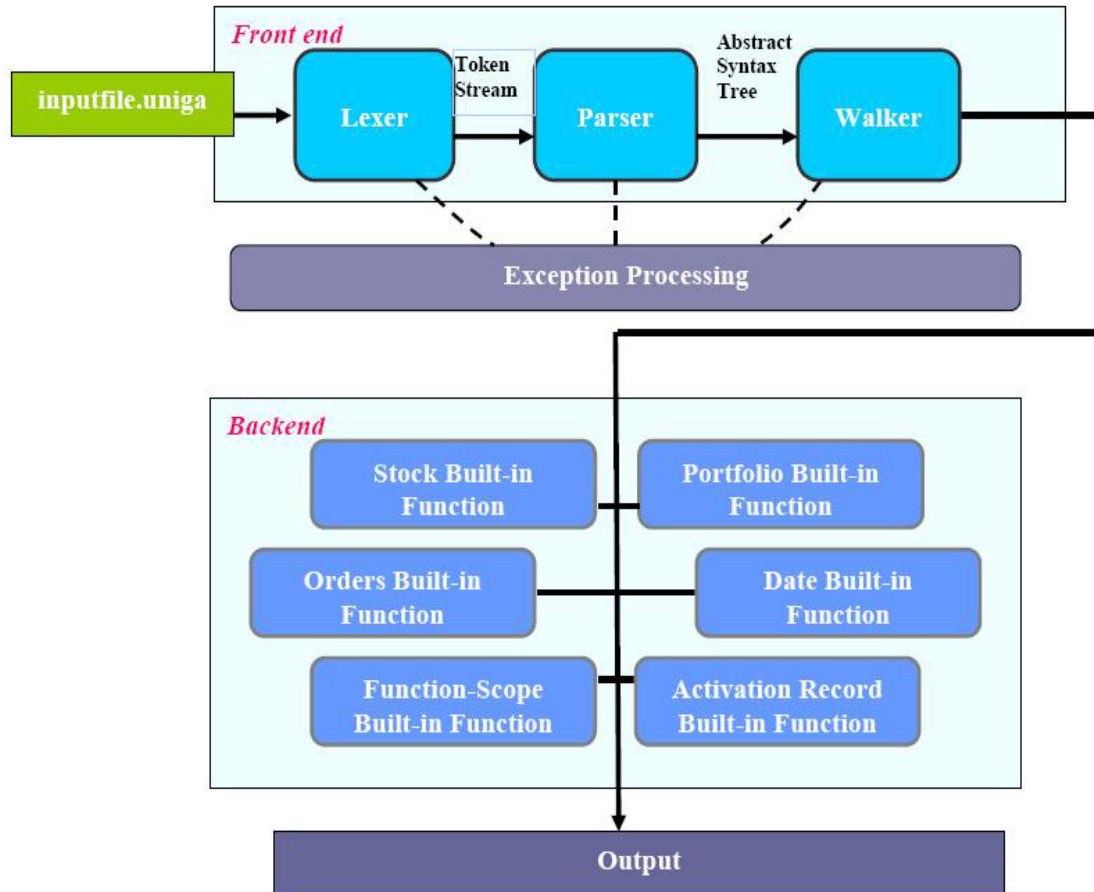 Front end
inputfile.uniga
Lexer
Token
Stream
Parser
Abstract
Syntax
Tree
Walker
Exception Processing
Backend
Stock Built-in
Function
Portfolio Built-in
Function
Orders Built-in
Function
Date Built-in
Function
Function-Scope
Built-in Function
Activation Record
Built-in Function
Output